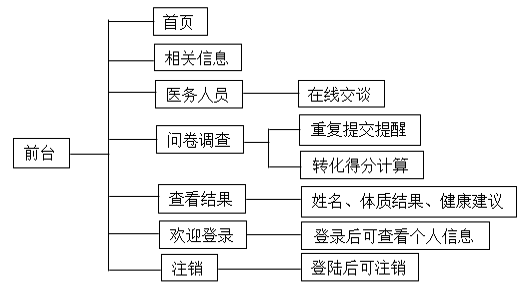 首页
相关信息
医务人员
在线交谈
问卷调查
重复提交提醒
转化得分计算
前台
查看结果
姓名、体质结果、健康建议
欢迎登录
登录后可查看个人信息
注销
登陆后可注销